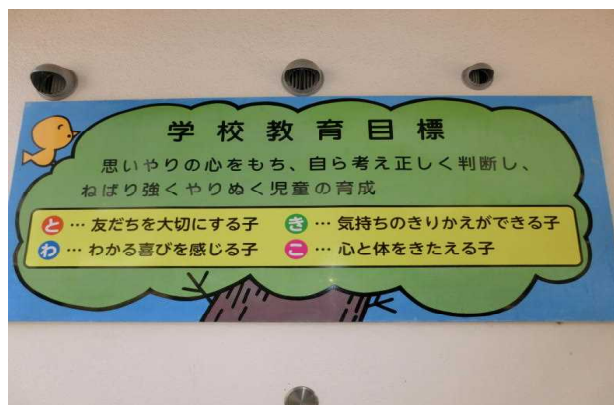 学校教育目標
思いやりの心をもち、自ら考え正しく判断し、
ねばり強くやりぬく児童の育成
と…友だちを大切にする子 き…気持ちのきりかえができる子
わ…わかる喜びを感じる子 こ…心と体をきたえる子